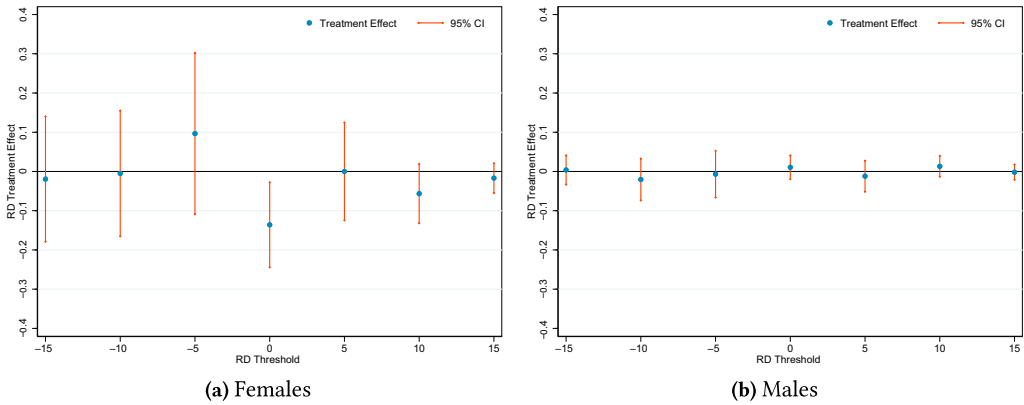 Treatment Effect 95% CI
RD Treatment Effect
0.4
0.3
0.2
0.1
0
−0.1
−0.2
−0.3
−0.4
−15 −10 −5 0 5 10 15
RD Threshold
(a) Females
Treatment Effect 95% CI
RD Treatment Effect
0.4
0.3
0.2
0.1
0
−0.1
−0.2
−0.3
−0.4
−15 −10 −5 0 5 10 15
RD Threshold
(b) Males